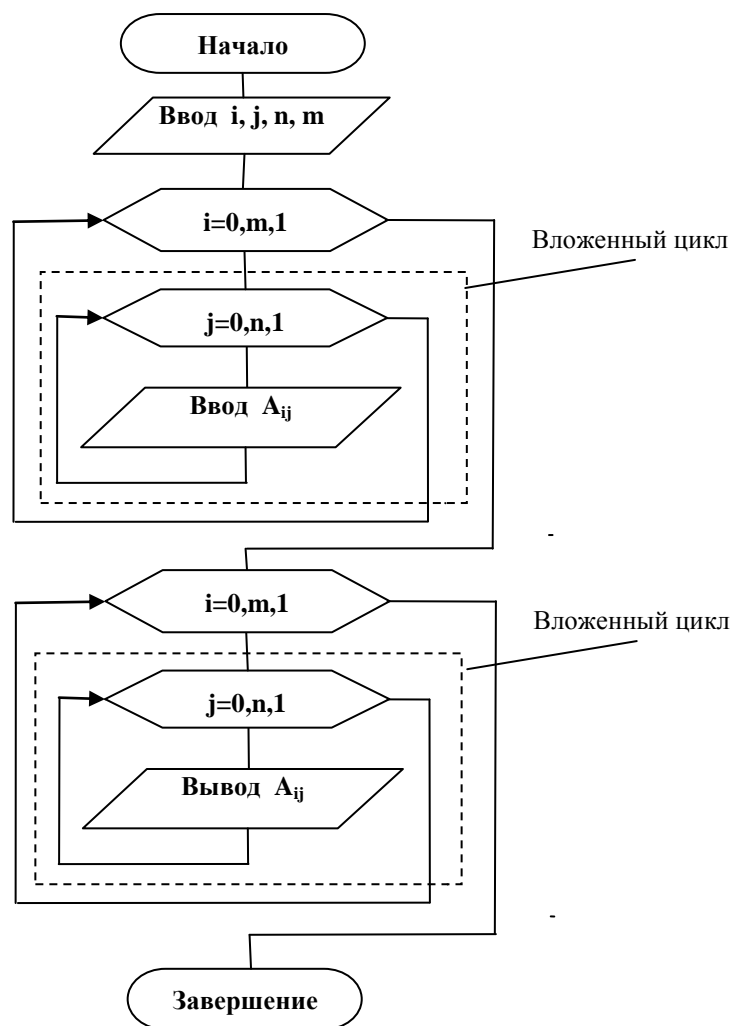 Начало
Ввод i, j, n, m
i=0,m,1
Вложенный цикл
j=0,n,1
Ввод Aij
-
i=0,m,1
Вложенный цикл
j=0,n,1
Вывод Aij
-
Завершение